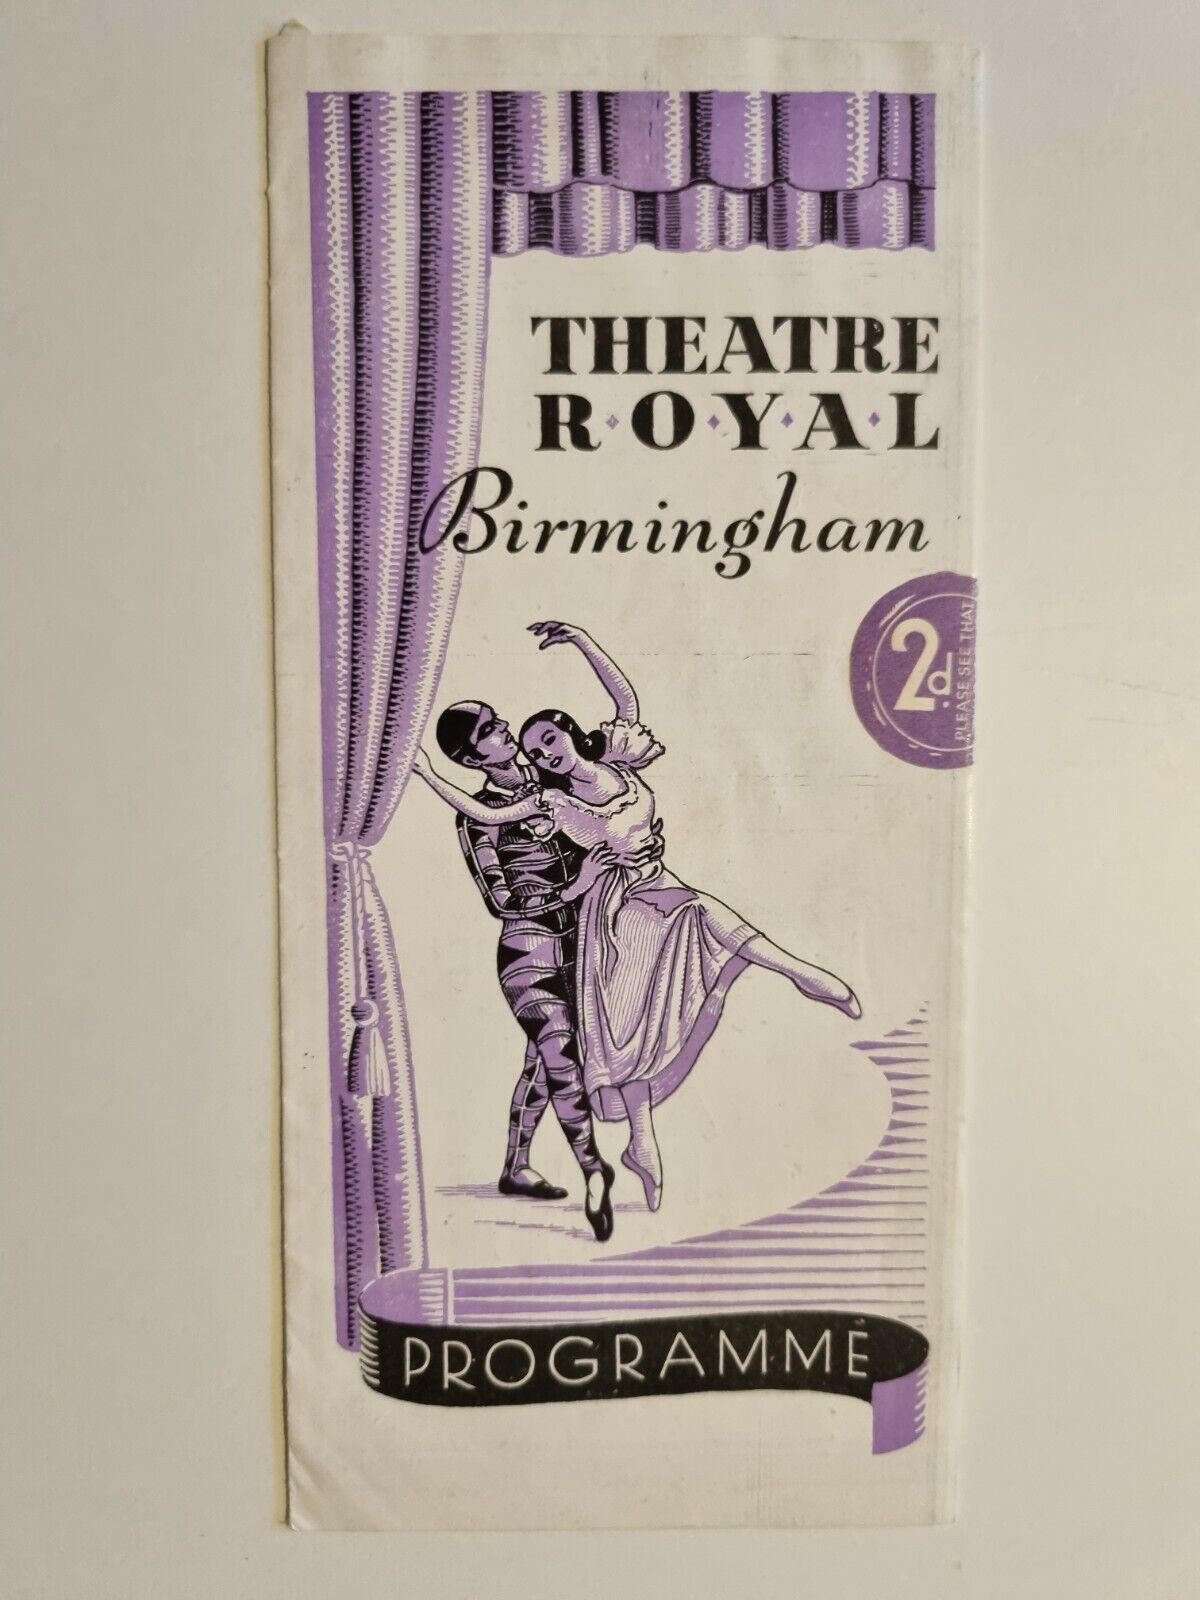 THEATRE
R·O·Y·A·L
Birmingham
2d.
PLEASE SEE THAT
PROGRAMME